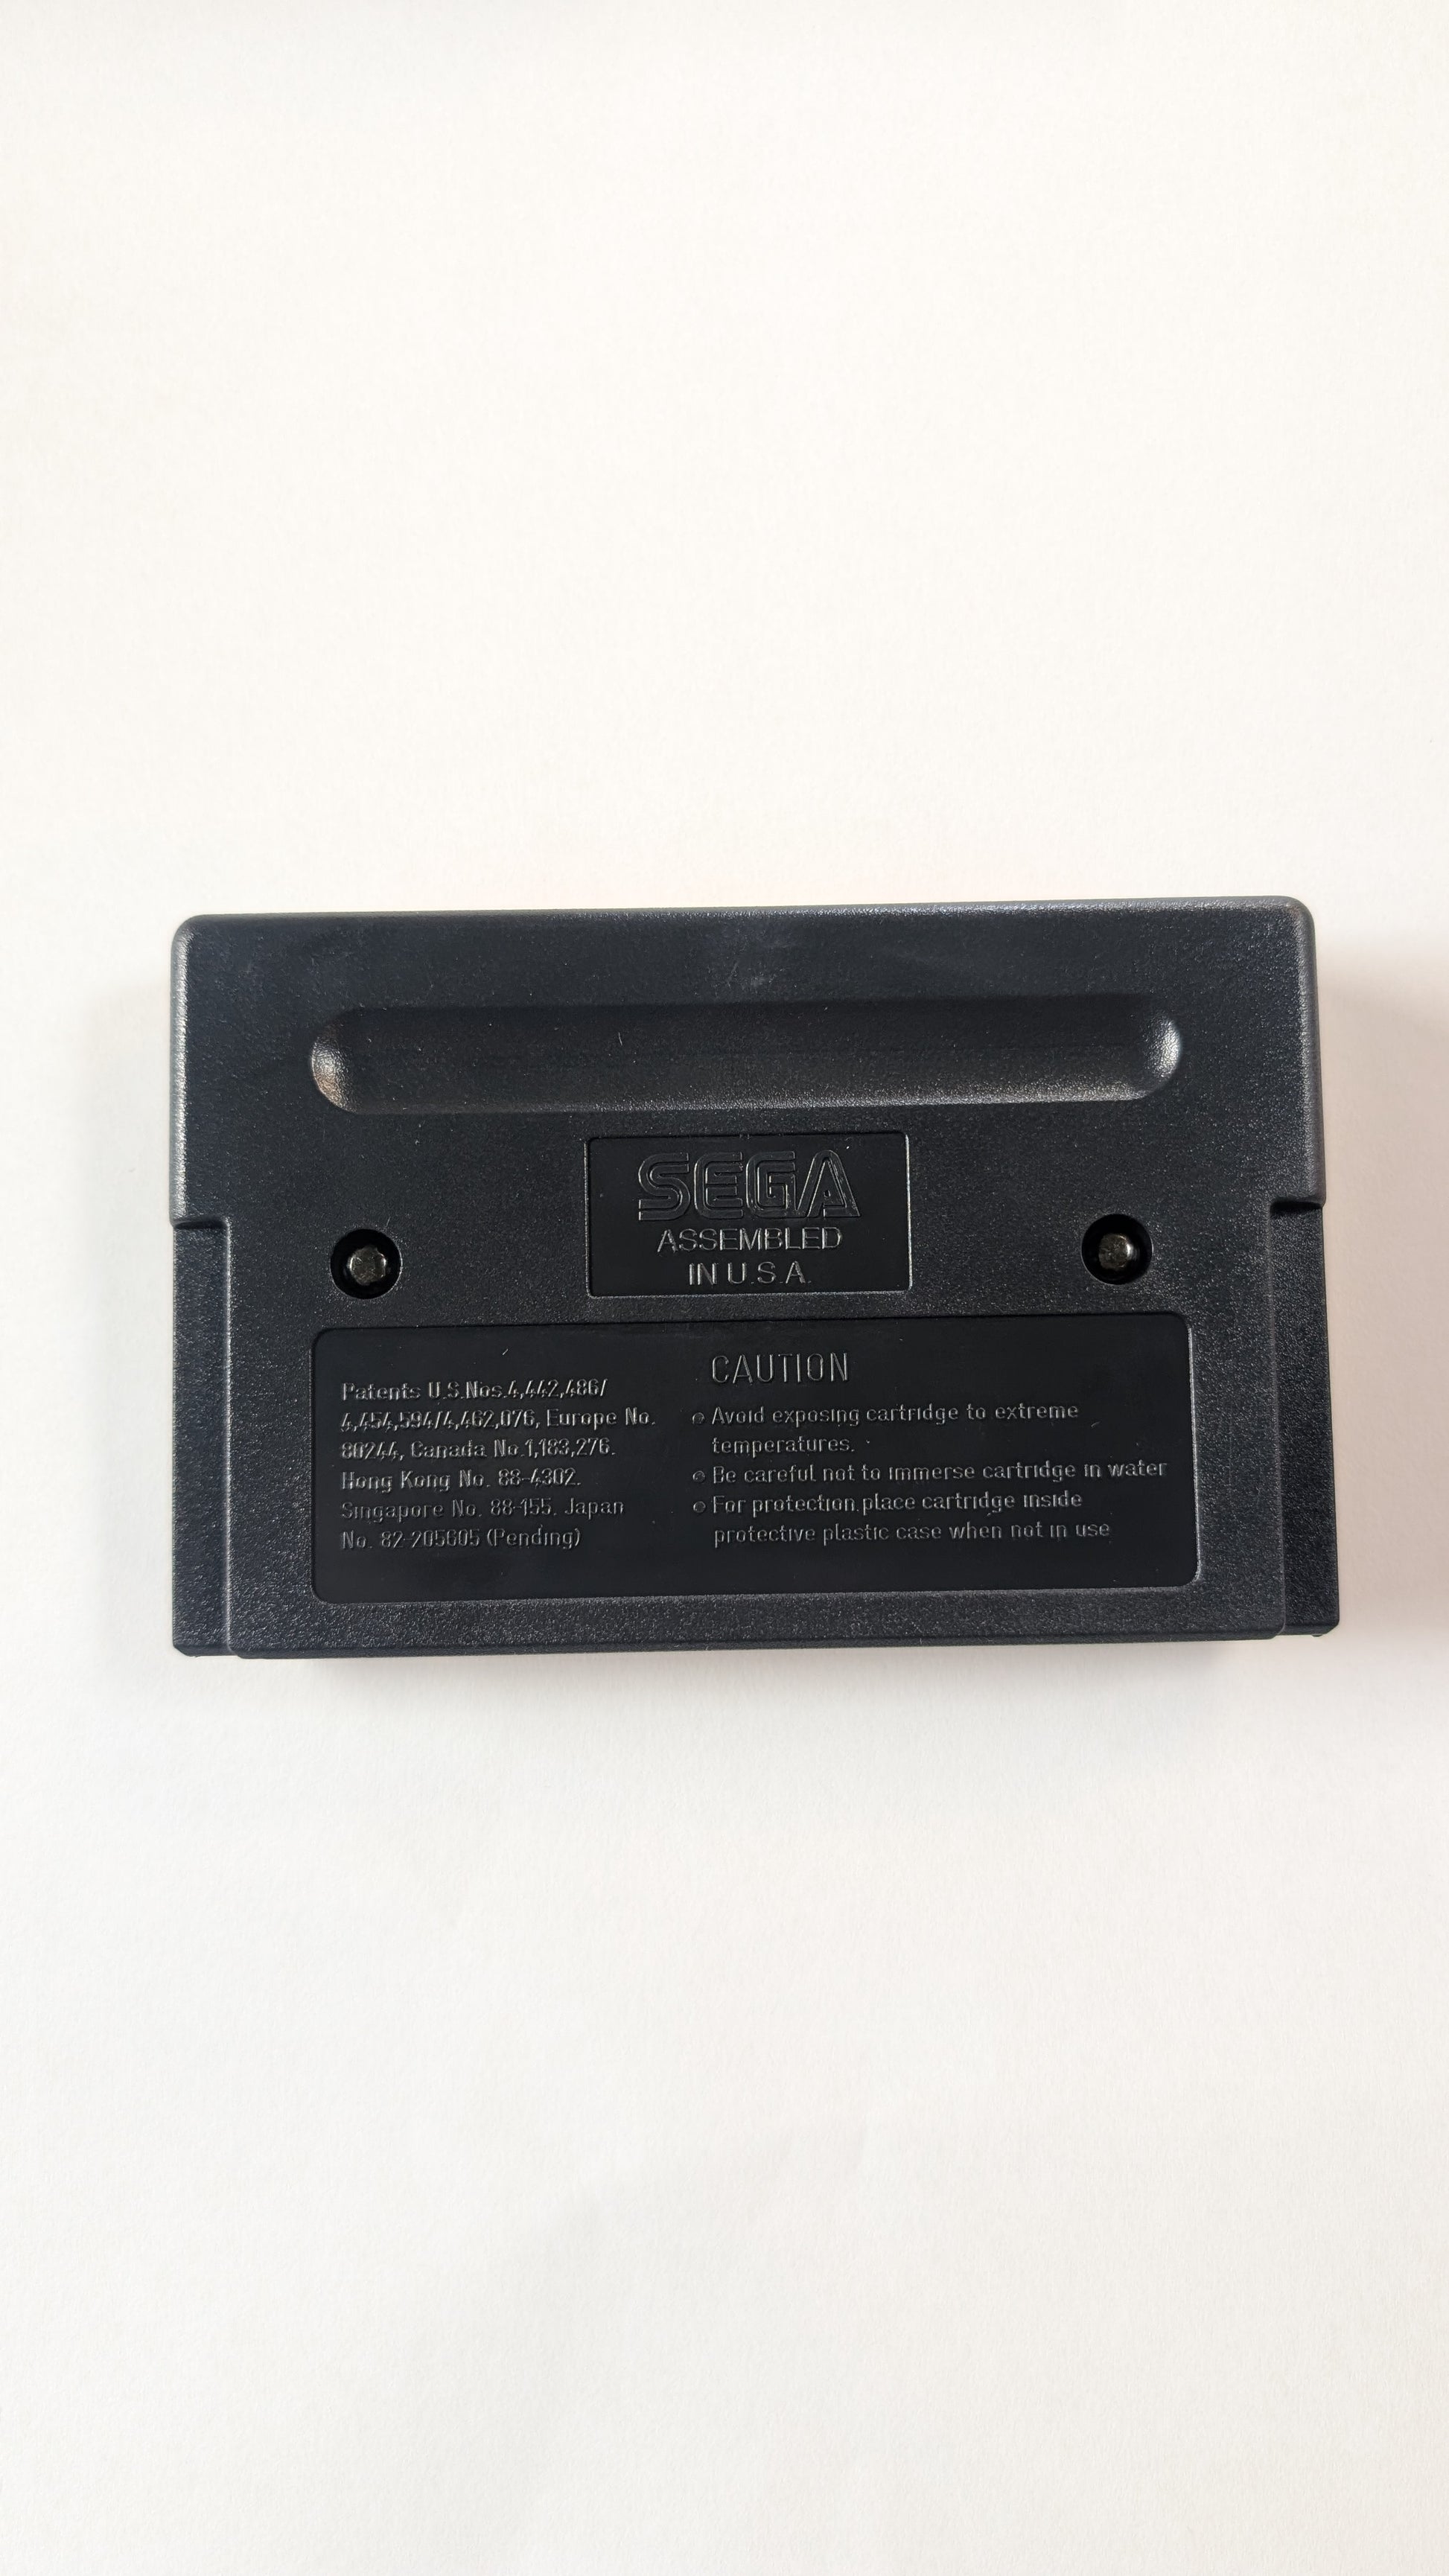 SEGA
ASSEMBLED
IN U.S.A.
Patents U.S.Nos.4,442,486/
4,454,594/4,462,076, Europe No.
80244, Canada No.1,183,276.
Hong Kong No. 88-4302.
Singapore No. 88-155. Japan
No. 82-205605 (Pending)
CAUTION
Avoid exposing cartridge to extreme
temperatures.
Be careful not to immerse cartridge in water
For protection, place cartridge inside
protective plastic case when not in use